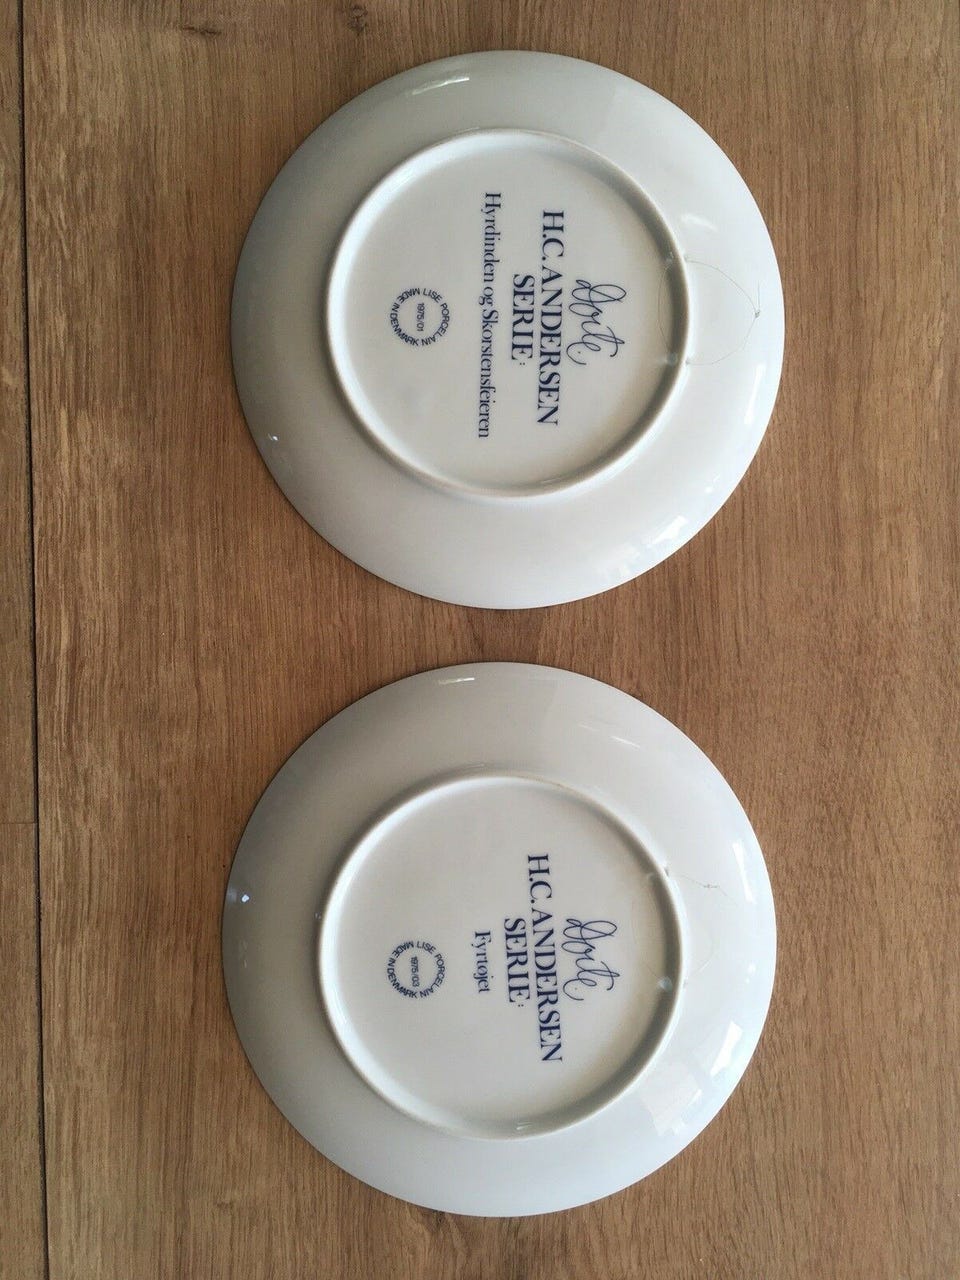 Dorte
H.C. ANDERSEN
SERIE:
Hyrdinden og Skorstensfeieren
LISE PORCELAIN
MADE IN DENMARK
1975/01
Dorte
H.C. ANDERSEN
SERIE:
Fyrtøjet
LISE PORCELAIN
MADE IN DENMARK
1975/03